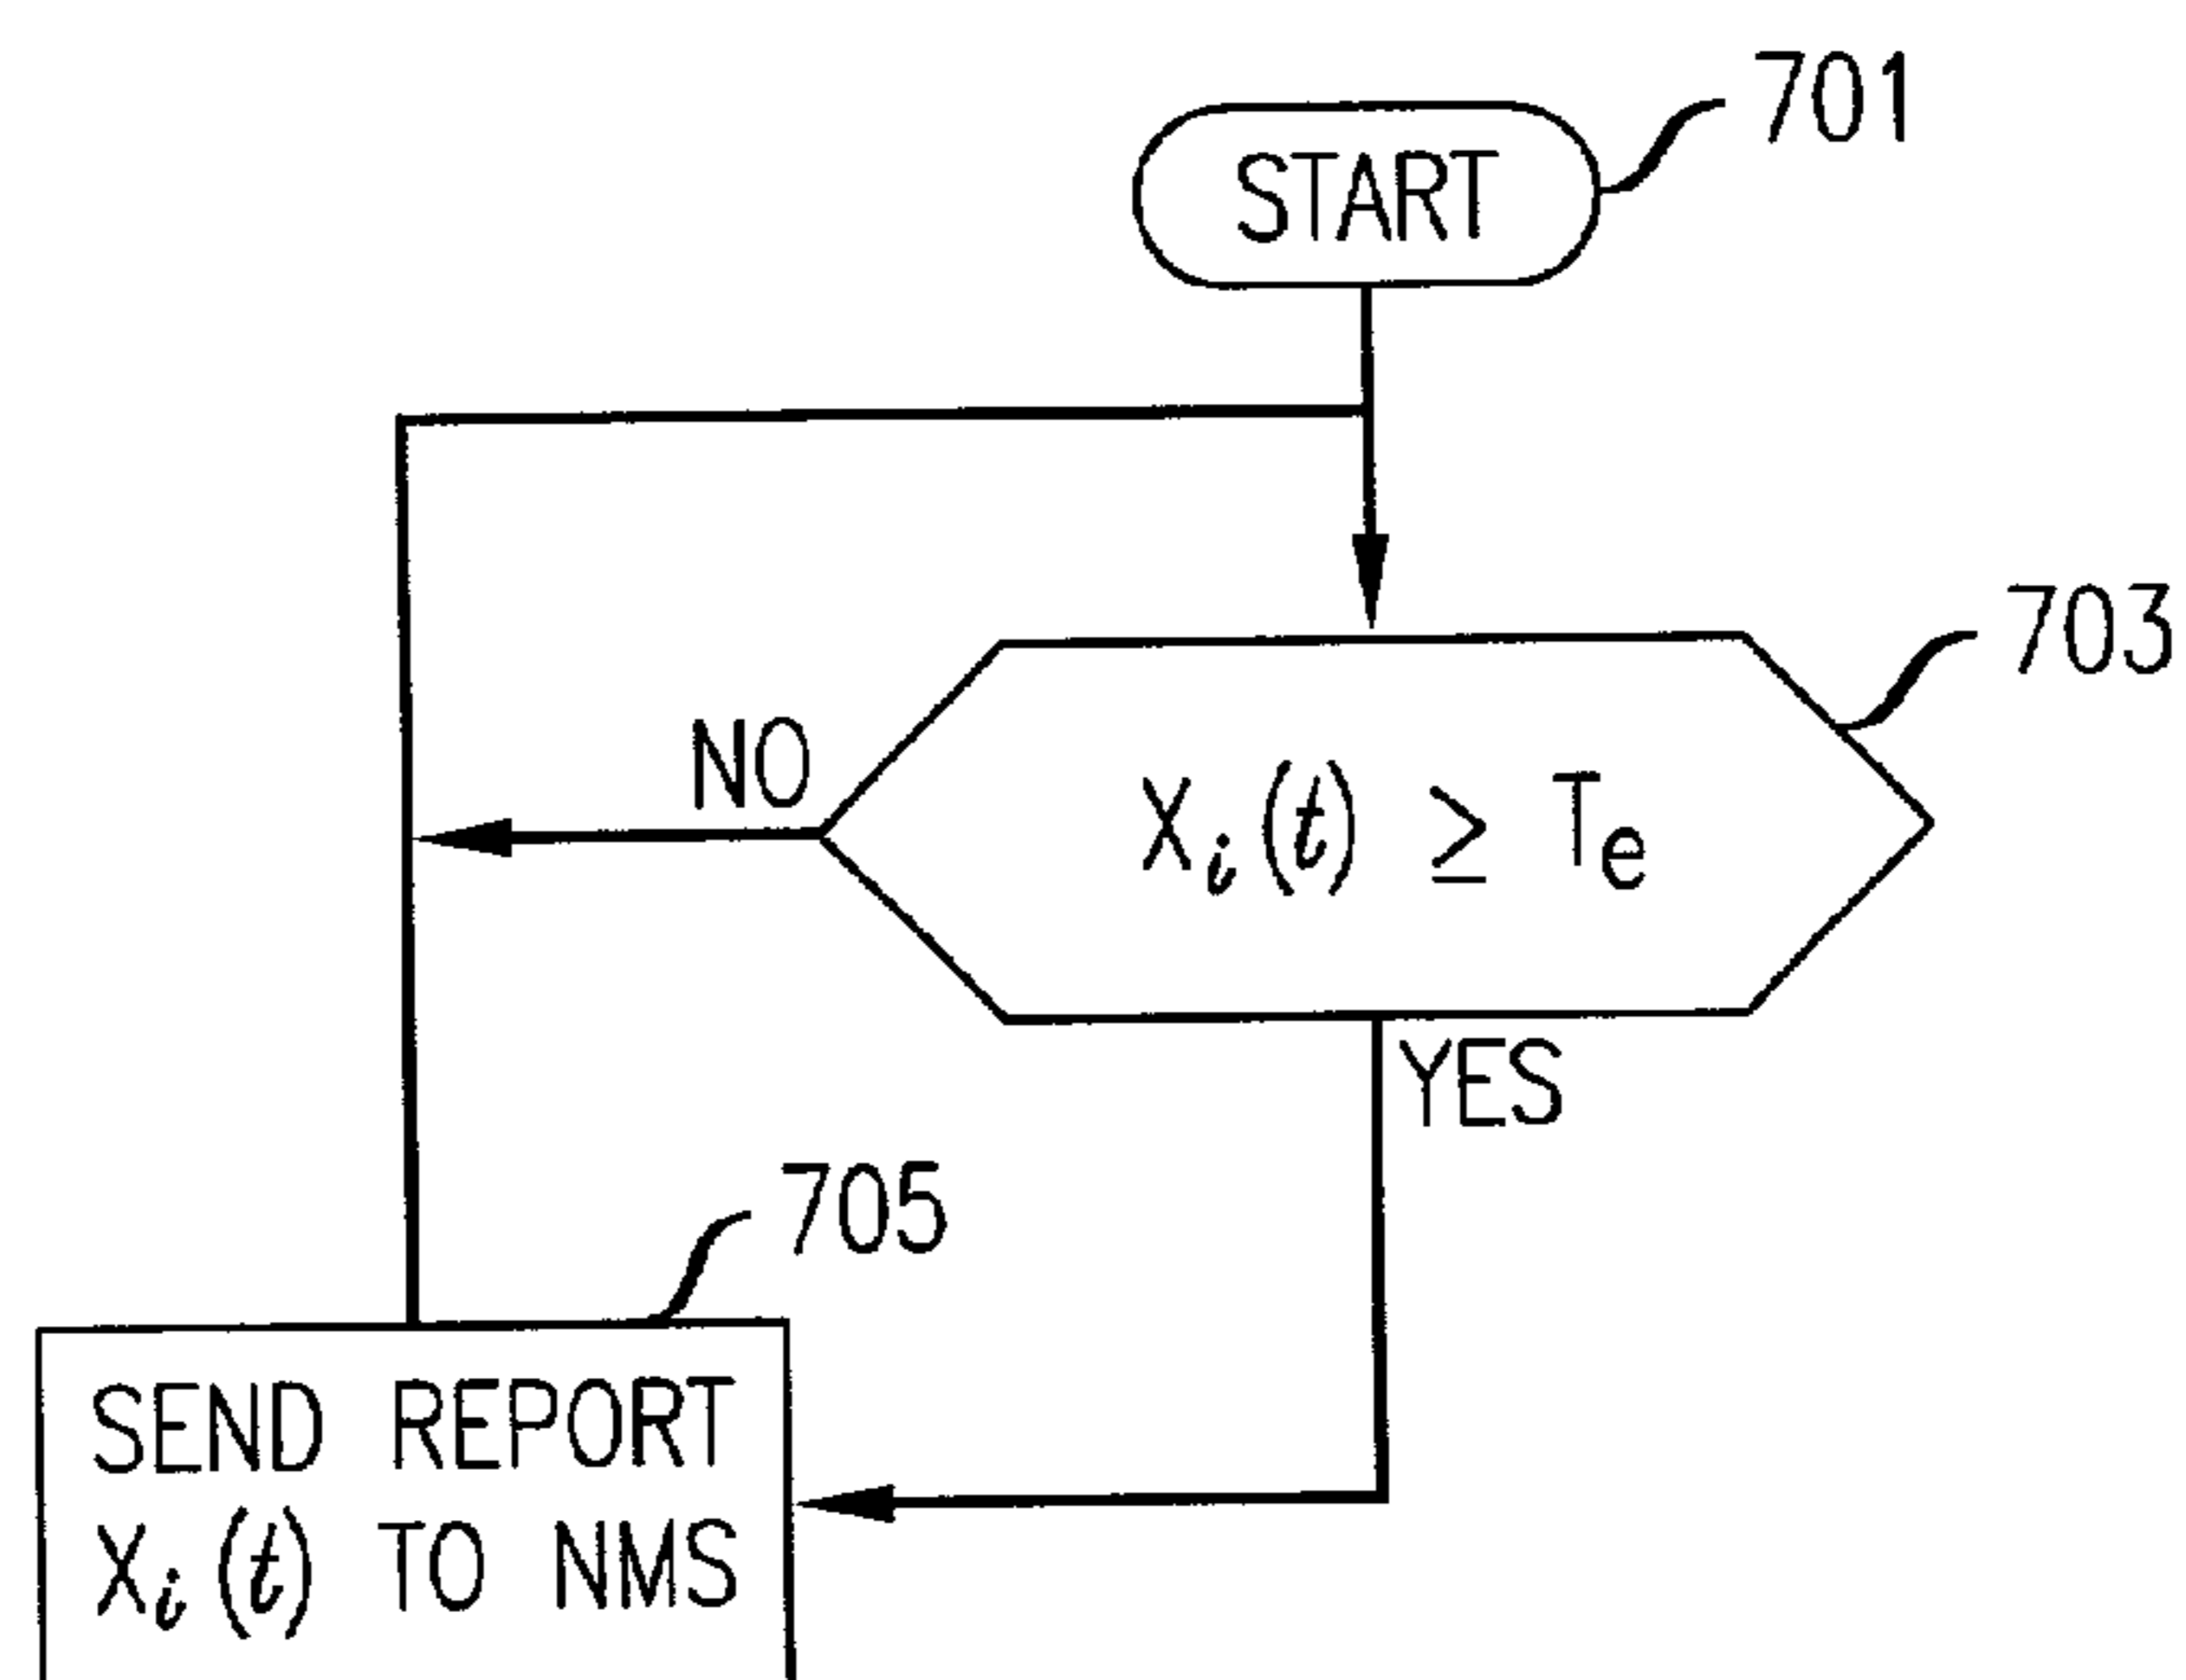 701
START
703
NO
Xi(t) ≥ Te
YES
705
SEND REPORT
Xi(t) TO NMS